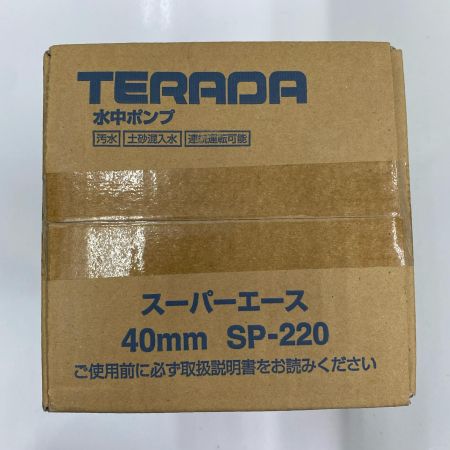 TERADA
水中ポンプ
汚水 土砂混入水 連続運転可能
スーパーエース
40mm SP-220
ご使用前に必ず取扱説明書をお読みください